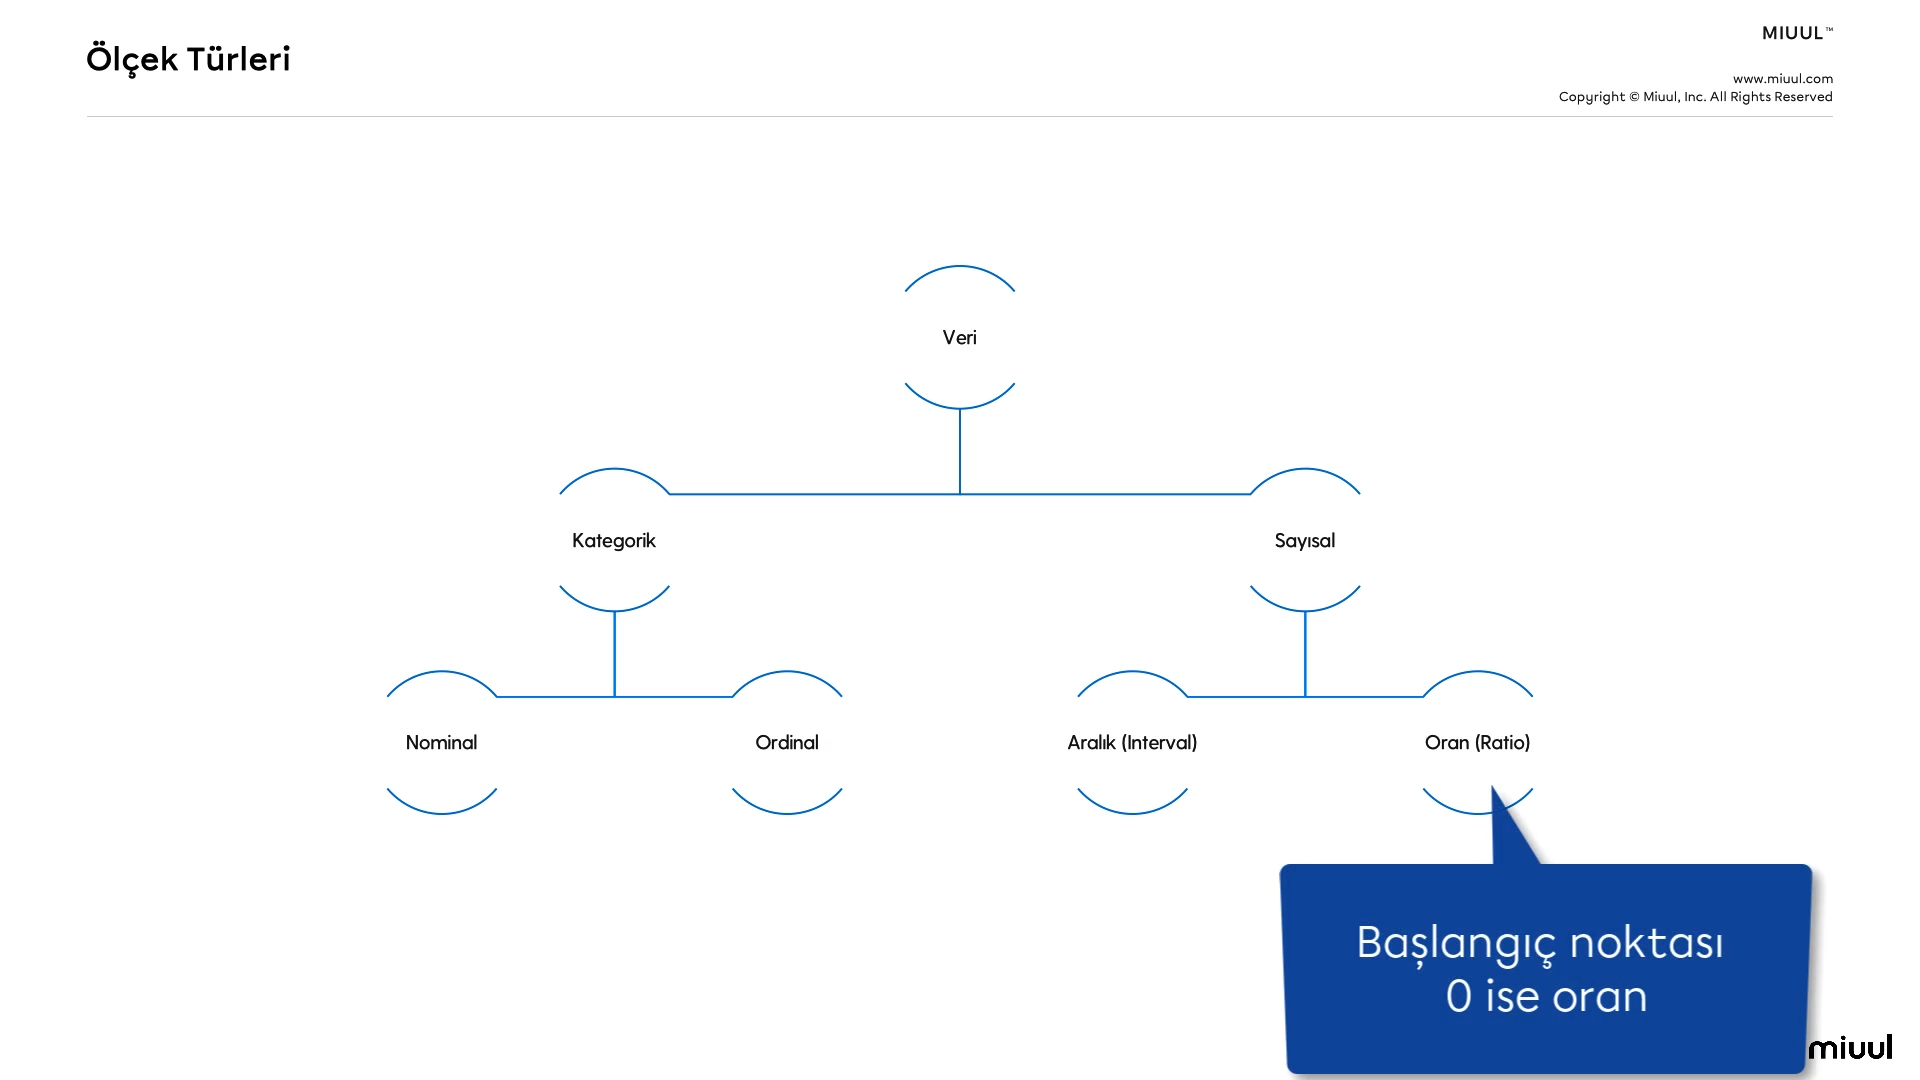 Ölçek Türleri
MIUUL™
www.miuul.com
Copyright © Miuul, Inc. All Rights Reserved
Veri
Kategorik
Sayısal
Nominal
Ordinal
Aralık (Interval)
Oran (Ratio)
Başlangıç noktası
0 ise oran
miuul